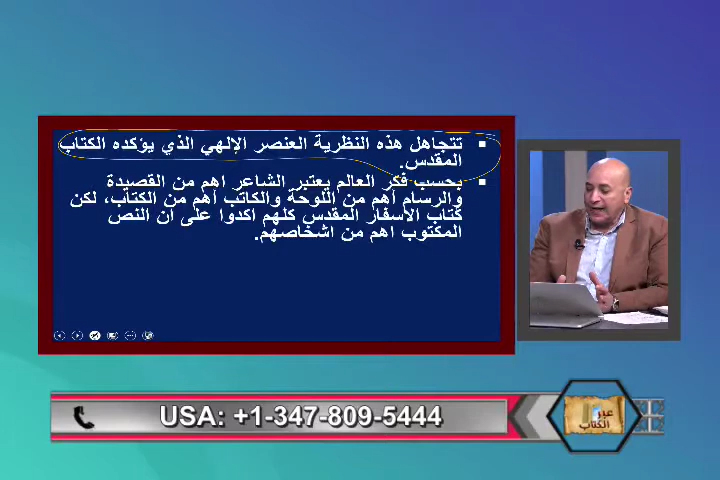 تتجاهل هذه النظرية العنصر الإلهي الذي يؤكده الكتاب
المقدس.
بحسب فكر العالم يعتبر الشاعر اهم من القصيدة
والرسام أهم من اللوحة والكاتب أهم من الكتاب، لكن
كتاب الأسفار المقدس كلهم اكدوا على ان النص
المكتوب اهم من اشخاصهم.
USA: +1-347-809-5444
عبر
الكتاب